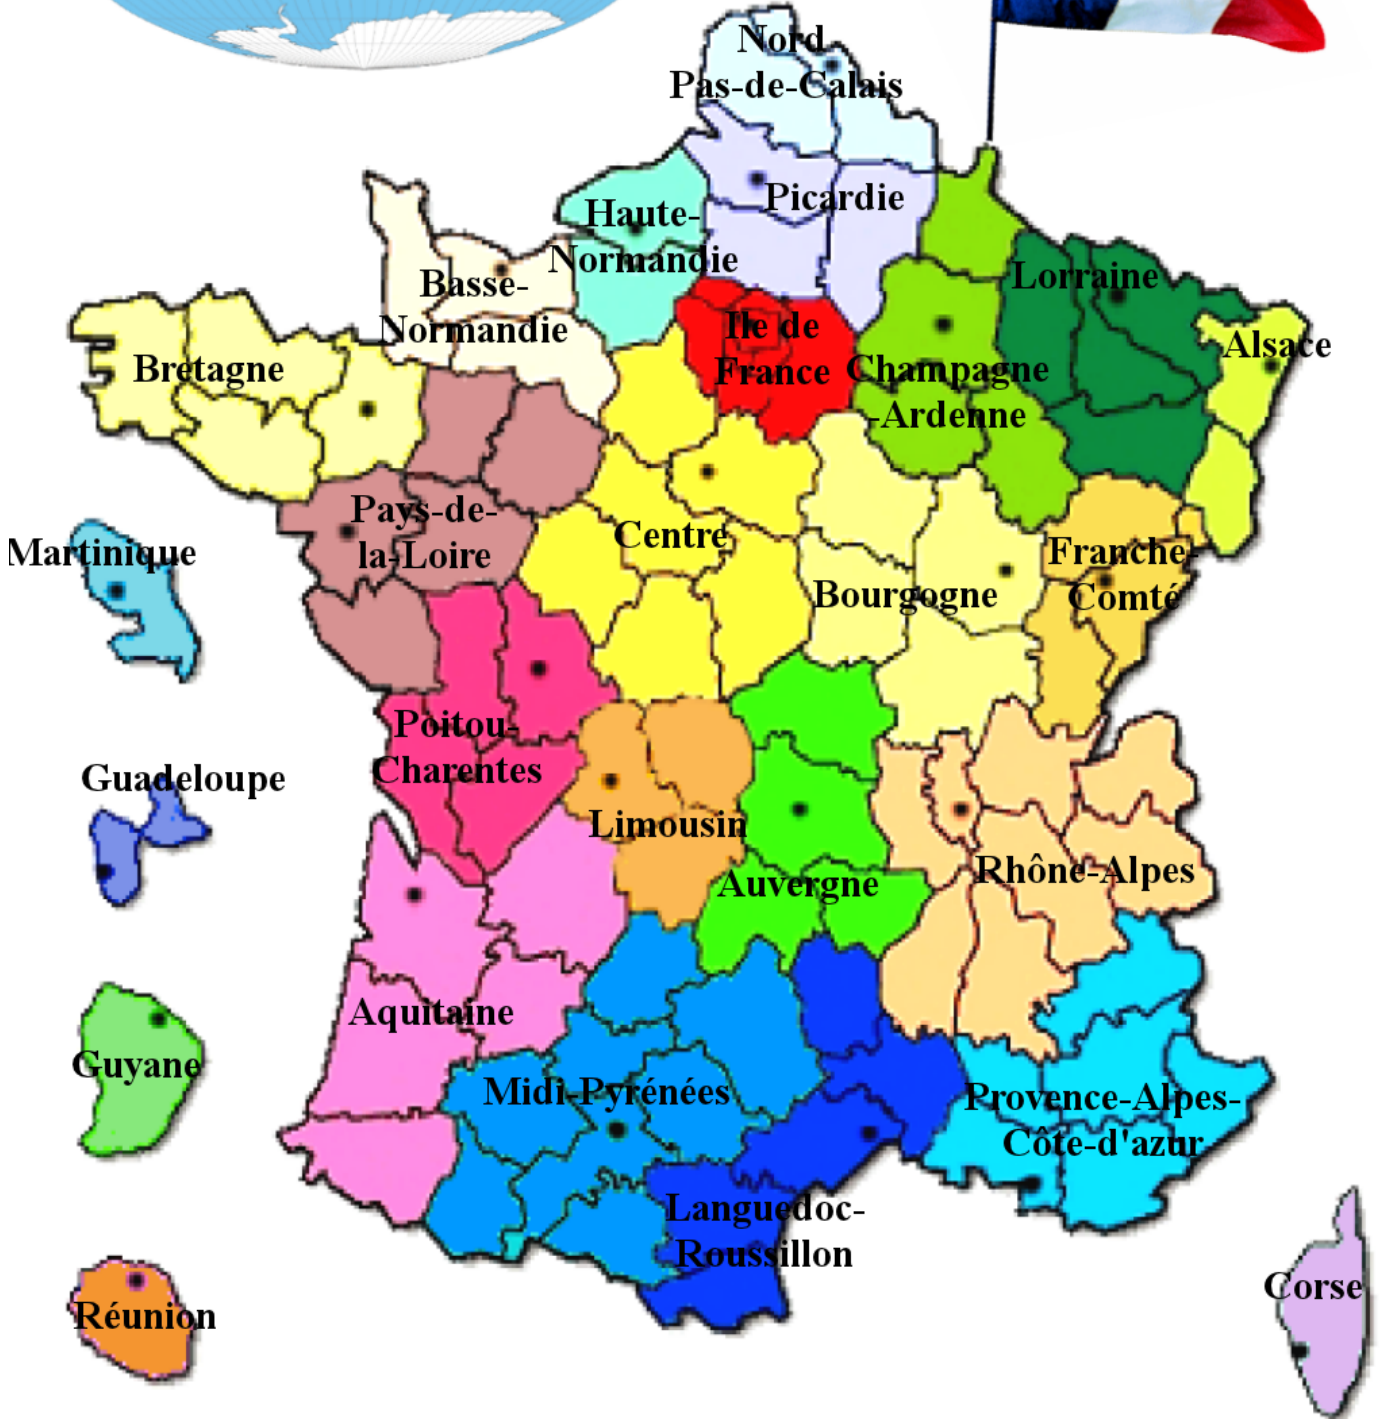 Nord
Pas-de-Calais
Picardie
Haute-
Normandie
Basse-
Normandie
Lorraine
Ile de
France
Champagne
-Ardenne
Alsace
Bretagne
Pays-de-
la-Loire
Centre
Bourgogne
Franche-
Comté
Martinique
Poitou-
Charentes
Guadeloupe
Limousin
Auvergne
Rhône-Alpes
Aquitaine
Guyane
Midi-Pyrénées
Provence-Alpes-
Côte-d'azur
Languedoc-
Roussillon
Corse
Réunion